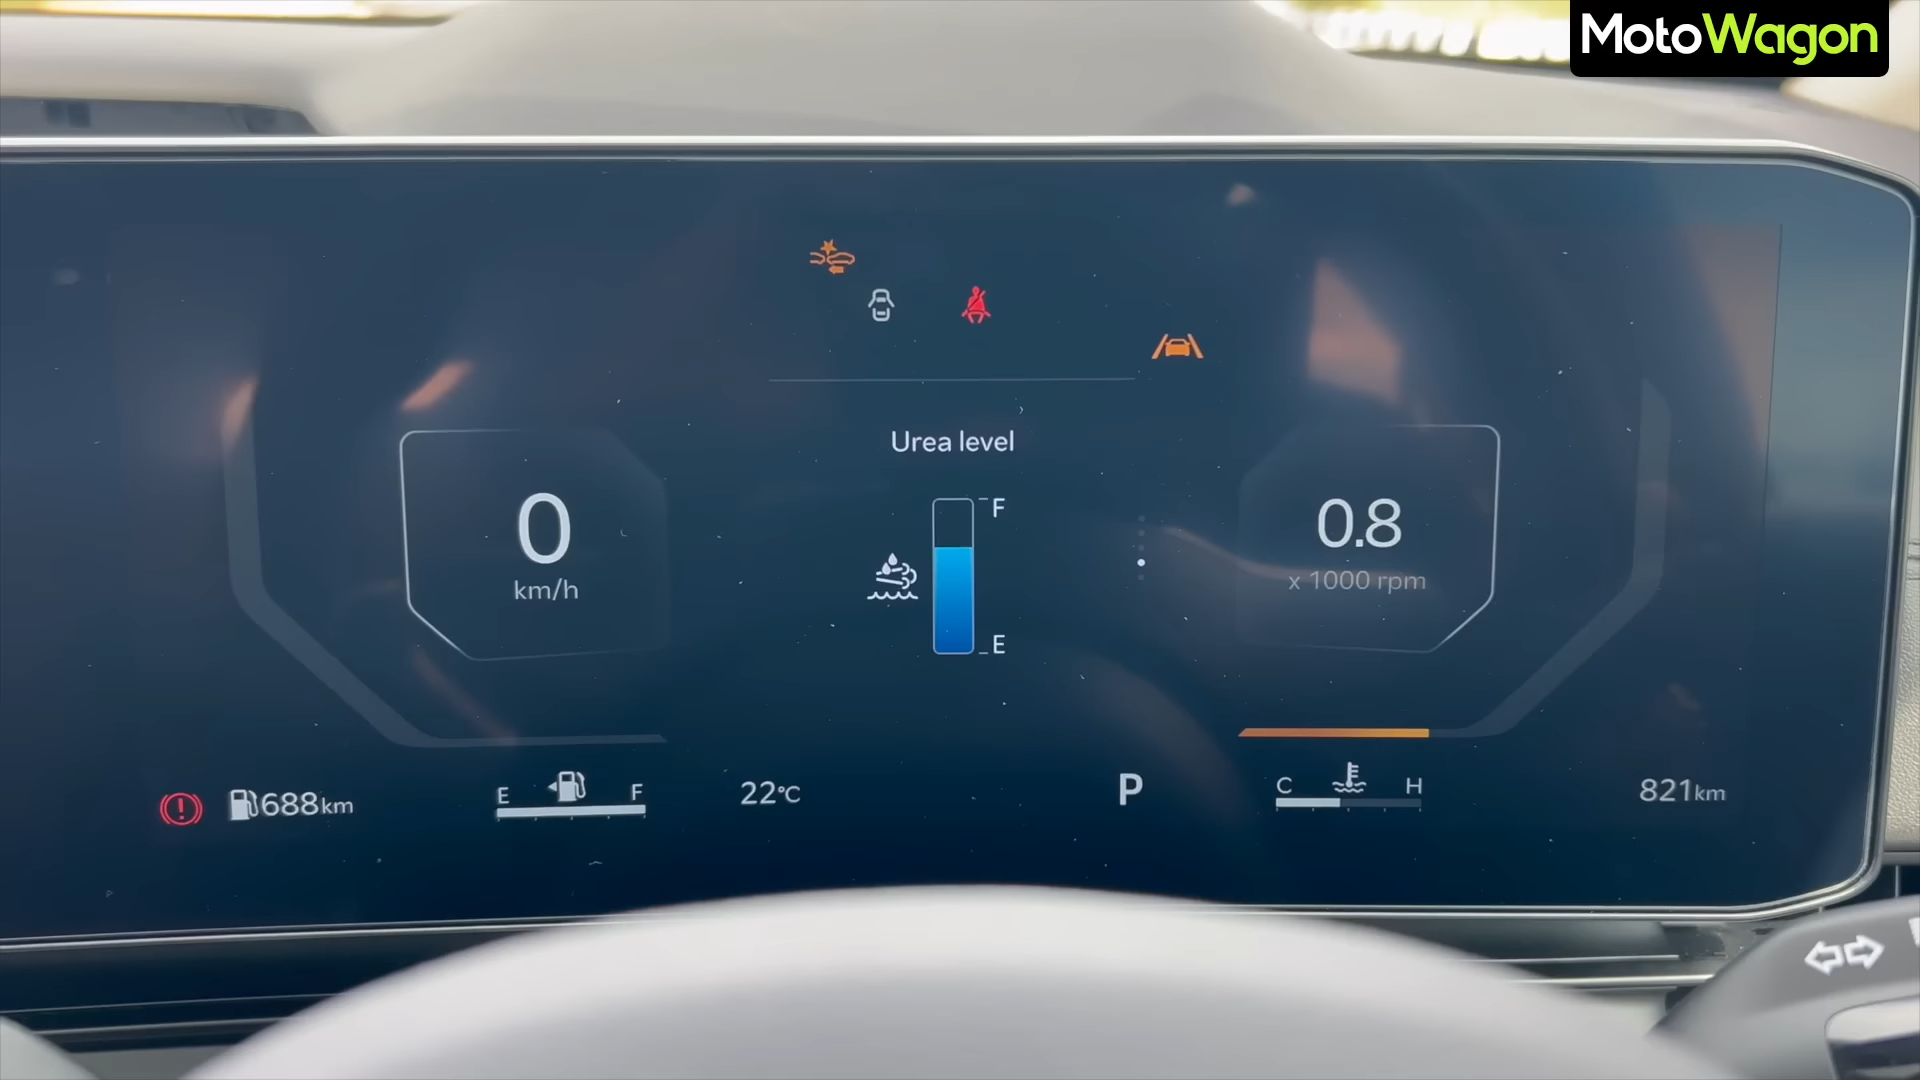 MotoWagon
Urea level
F
E
0
km/h
0.8
x 1000 rpm
688km
E F
22°C
P
C H
821km